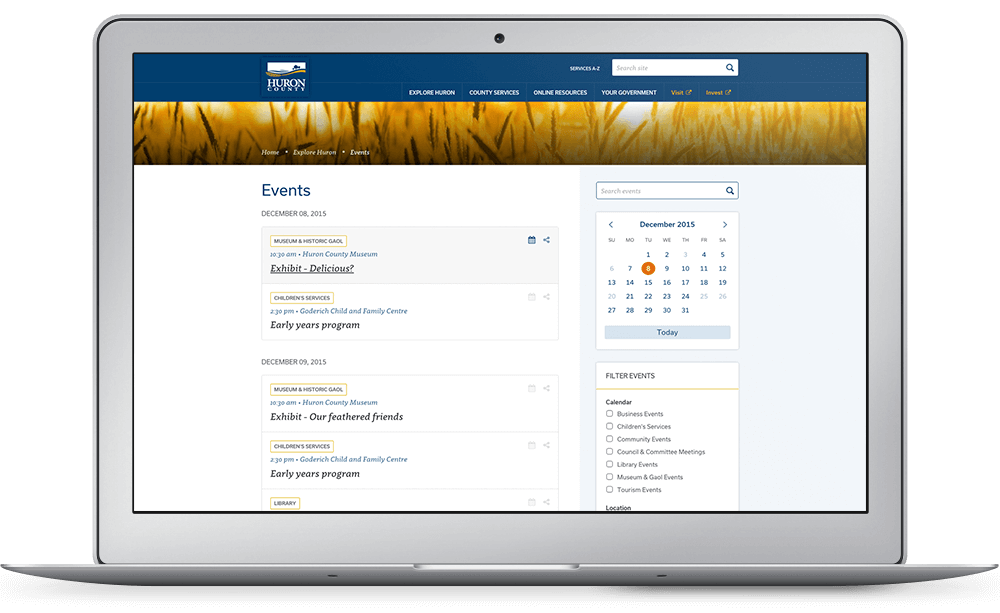 HURON
COUNTY
SERVICES A-Z
Search site
EXPLORE HURON COUNTY SERVICES ONLINE RESOURCES YOUR GOVERNMENT Visit Invest
Home • Explore Huron • Events
Events
DECEMBER 08, 2015
MUSEUM & HISTORIC GAOL
10:30 am • Huron County Museum
Exhibit - Delicious?
CHILDREN'S SERVICES
2:30 pm • Goderich Child and Family Centre
Early years program
DECEMBER 09, 2015
MUSEUM & HISTORIC GAOL
10:30 am • Huron County Museum
Exhibit - Our feathered friends
CHILDREN'S SERVICES
2:30 pm • Goderich Child and Family Centre
Early years program
LIBRARY
Search events
December 2015
SU MO TU WE TH FR SA
1 2 3 4 5
6 7 8 9 10 11 12
13 14 15 16 17 18 19
20 21 22 23 24 25 26
27 28 29 30 31
Today
FILTER EVENTS
Calendar
Business Events
Children's Services
Community Events
Council & Committee Meetings
Library Events
Museum & Gaol Events
Tourism Events
Location